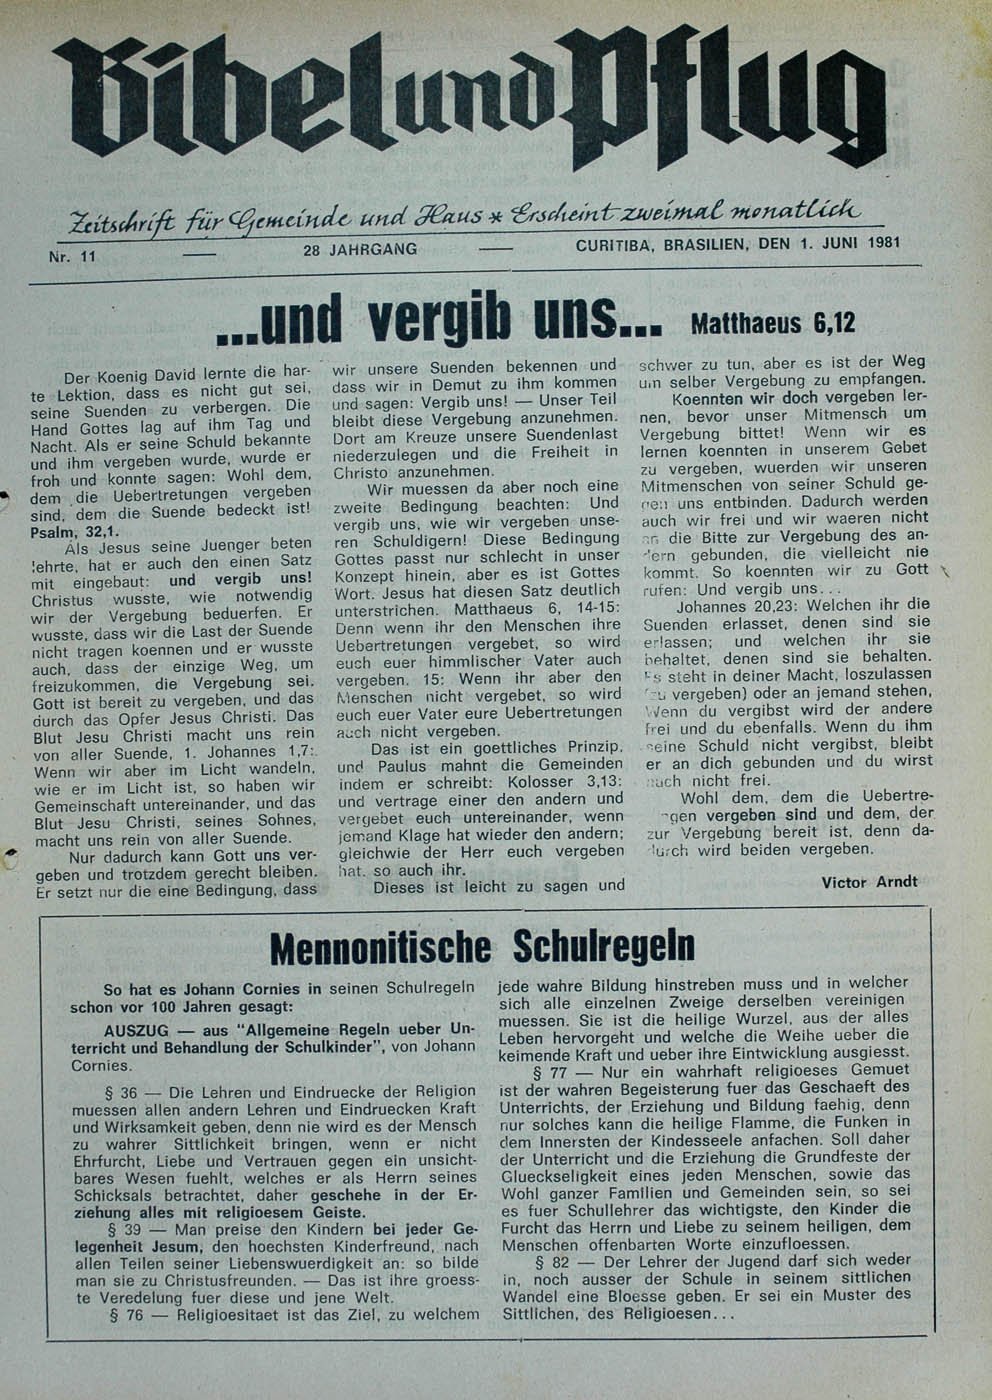 Bibel und Pflug
Zeitschrift für Gemeinde und Haus * Erscheint zweimal monatlich
Nr. 11 — 28 JAHRGANG — CURITIBA, BRASILIEN, DEN 1. JUNI 1981
...und vergib uns... Matthaeus 6,12
Der Koenig David lernte die har-
te Lektion, dass es nicht gut sei,
seine Suenden zu verbergen. Die
Hand Gottes lag auf ihm Tag und
Nacht. Als er seine Schuld bekannte
und ihm vergeben wurde, wurde er
froh und konnte sagen: Wohl dem,
dem die Uebertretungen vergeben
sind, dem die Suende bedeckt ist!
Psalm, 32,1.
Als Jesus seine Juenger beten
lehrte, hat er auch den einen Satz
mit eingebaut: und vergib uns!
Christus wusste, wie notwendig
wir der Vergebung beduerfen. Er
wusste, dass wir die Last der Suende
nicht tragen koennen und er wusste
auch, dass der einzige Weg, um
freizukommen, die Vergebung sei.
Gott ist bereit zu vergeben, und das
durch das Opfer Jesus Christi. Das
Blut Jesu Christi macht uns rein
von aller Suende, 1. Johannes 1,7:
Wenn wir aber im Licht wandeln,
wie er im Licht ist, so haben wir
Gemeinschaft untereinander, und das
Blut Jesu Christi, seines Sohnes,
macht uns rein von aller Suende.
Nur dadurch kann Gott uns ver-
geben und trotzdem gerecht bleiben.
Er setzt nur die eine Bedingung, dass
wir unsere Suenden bekennen und
dass wir in Demut zu ihm kommen
und sagen: Vergib uns! — Unser Teil
bleibt diese Vergebung anzunehmen.
Dort am Kreuze unsere Suendenlast
niederzulegen und die Freiheit in
Christo anzunehmen.
Wir muessen da aber noch eine
zweite Bedingung beachten: Und
vergib uns, wie wir vergeben unse-
ren Schuldigern! Diese Bedingung
Gottes passt nur schlecht in unser
Konzept hinein, aber es ist Gottes
Wort. Jesus hat diesen Satz deutlich
unterstrichen. Matthaeus 6, 14-15:
Denn wenn ihr den Menschen ihre
Uebertretungen vergebet, so wird
euch euer himmlischer Vater auch
vergeben. 15: Wenn ihr aber den
Menschen nicht vergebet, so wird
euch euer Vater eure Uebertretungen
auch nicht vergeben.
Das ist ein goettliches Prinzip,
und Paulus mahnt die Gemeinden
indem er schreibt: Kolosser 3,13:
und vertrage einer den andern und
vergebet euch untereinander, wenn
jemand Klage hat wieder den andern;
gleichwie der Herr euch vergeben
hat, so auch ihr.
Dieses ist leicht zu sagen und
schwer zu tun, aber es ist der Weg
um selber Vergebung zu empfangen.
Koennten wir doch vergeben ler-
nen, bevor unser Mitmensch um
Vergebung bittet! Wenn wir es
lernen koennten in unserem Gebet
zu vergeben, wuerden wir unseren
Mitmenschen von seiner Schuld ge-
gen uns entbinden. Dadurch werden
auch wir frei und wir waeren nicht
an die Bitte zur Vergebung des an-
dern gebunden, die vielleicht nie
kommt. So koennten wir zu Gott
rufen: Und vergib uns...
Johannes 20,23: Welchen ihr die
Suenden erlasset, denen sind sie
erlassen; und welchen ihr sie
behaltet, denen sind sie behalten.
Es steht in deiner Macht, loszulassen
(zu vergeben) oder an jemand stehen,
Wenn du vergibst wird der andere
frei und du ebenfalls. Wenn du ihm
seine Schuld nicht vergibst, bleibt
er an dich gebunden und du wirst
auch nicht frei.
Wohl dem, dem die Uebertre-
gen vergeben sind und dem, der
zur Vergebung bereit ist, denn da-
durch wird beiden vergeben.
Victor Arndt
Mennonitische Schulregeln
So hat es Johann Cornies in seinen Schulregeln
schon vor 100 Jahren gesagt:
AUSZUG — aus "Allgemeine Regeln ueber Un-
terricht und Behandlung der Schulkinder", von Johann
Cornies.
§ 36 — Die Lehren und Eindruecke der Religion
muessen allen andern Lehren und Eindruecken Kraft
und Wirksamkeit geben, denn nie wird es der Mensch
zu wahrer Sittlichkeit bringen, wenn er nicht
Ehrfurcht, Liebe und Vertrauen gegen ein unsicht-
bares Wesen fuehlt, welches er als Herrn seines
Schicksals betrachtet, daher geschehe in der Er-
ziehung alles mit religioesem Geiste.
§ 39 — Man preise den Kindern bei jeder Ge-
legenheit Jesum, den hoechsten Kinderfreund, nach
allen Teilen seiner Liebenswuerdigkeit an: so bilde
man sie zu Christusfreunden. — Das ist ihre groess-
te Veredelung fuer diese und jene Welt.
§ 76 — Religioesitaet ist das Ziel, zu welchem
jede wahre Bildung hinstreben muss und in welcher
sich alle einzelnen Zweige derselben vereinigen
muessen. Sie ist die heilige Wurzel, aus der alles
Leben hervorgeht und welche die Weihe ueber die
keimende Kraft und ueber ihre Eintwicklung ausgiesst.
§ 77 — Nur ein wahrhaft religioeses Gemuet
ist der wahren Begeisterung fuer das Geschaeft des
Unterrichts, der Erziehung und Bildung faehig, denn
nur solches kann die heilige Flamme, die Funken in
dem Innersten der Kindesseele anfachen. Soll daher
der Unterricht und die Erziehung die Grundfeste der
Glueckseligkeit eines jeden Menschen, sowie das
Wohl ganzer Familien und Gemeinden sein, so sei
es fuer Schullehrer das wichtigste, den Kinder die
Furcht das Herrn und Liebe zu seinem heiligen, dem
Menschen offenbarten Worte einzufloessen.
§ 82 — Der Lehrer der Jugend darf sich weder
in, noch ausser der Schule in seinem sittlichen
Wandel eine Bloesse geben. Er sei ein Muster des
Sittlichen, des Religioesen...